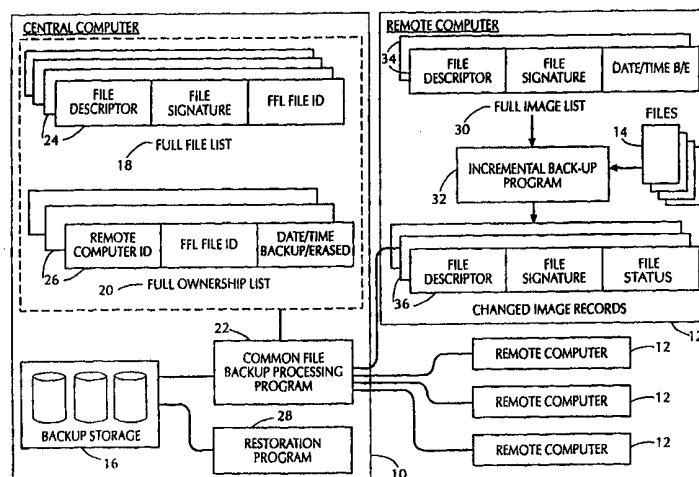 CENTRAL COMPUTER
FILE DESCRIPTOR
FILE SIGNATURE
FFL FILE ID
24
FULL FILE LIST
18
REMOTE COMPUTER ID
FFL FILE ID
DATE/TIME BACKUP/ERASED
26
FULL OWNERSHIP LIST
20
22
COMMON FILE BACKUP PROCESSING PROGRAM
BACKUP STORAGE
16
28
RESTORATION PROGRAM
10
REMOTE COMPUTER
34
FILE DESCRIPTOR
FILE SIGNATURE
DATE/TIME B/E
FULL IMAGE LIST
30
FILES
14
INCREMENTAL BACK-UP PROGRAM
32
FILE DESCRIPTOR
FILE SIGNATURE
FILE STATUS
36
CHANGED IMAGE RECORDS
12
REMOTE COMPUTER
12
REMOTE COMPUTER
12
REMOTE COMPUTER
12